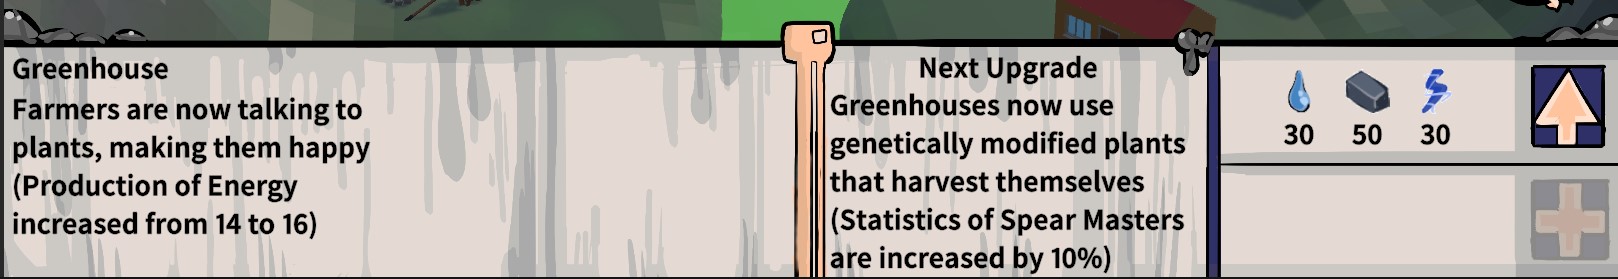 Greenhouse
Farmers are now talking to
plants, making them happy
(Production of Energy
increased from 14 to 16)
Next Upgrade
Greenhouses now use
genetically modified plants
that harvest themselves
(Statistics of Spear Masters
are increased by 10%)
30 50 30